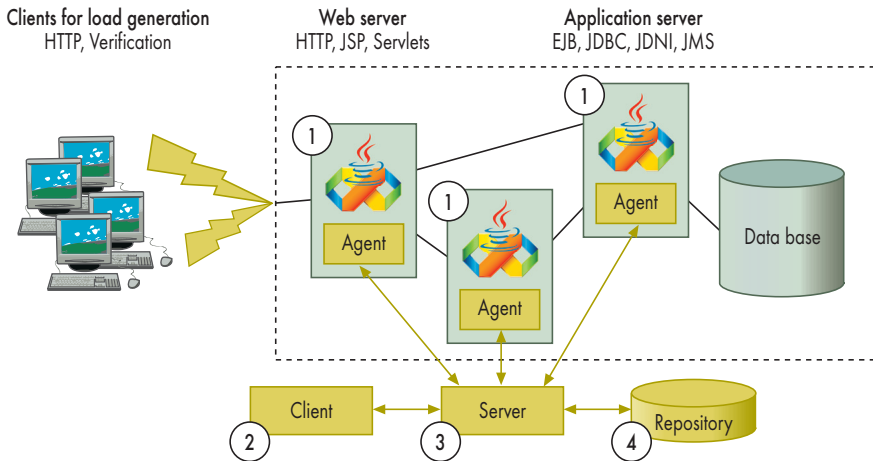 Clients for load generation
HTTP, Verification
Web server
HTTP, JSP, Servlets
Application server
EJB, JDBC, JDNI, JMS
1
1
1
Agent
Agent
Agent
Data base
Client
Server
Repository
2
3
4